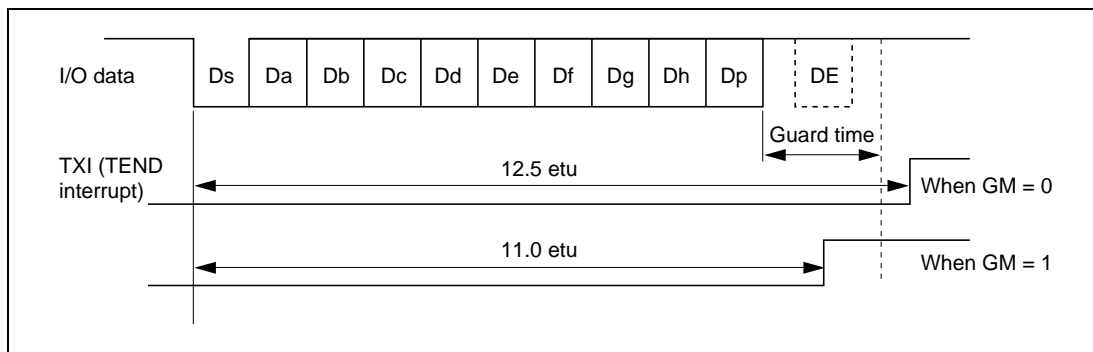 I/O data
Ds Da Db Dc Dd De Df Dg Dh Dp DE
Guard time
TXI (TEND
interrupt)
12.5 etu
When GM = 0
11.0 etu
When GM = 1